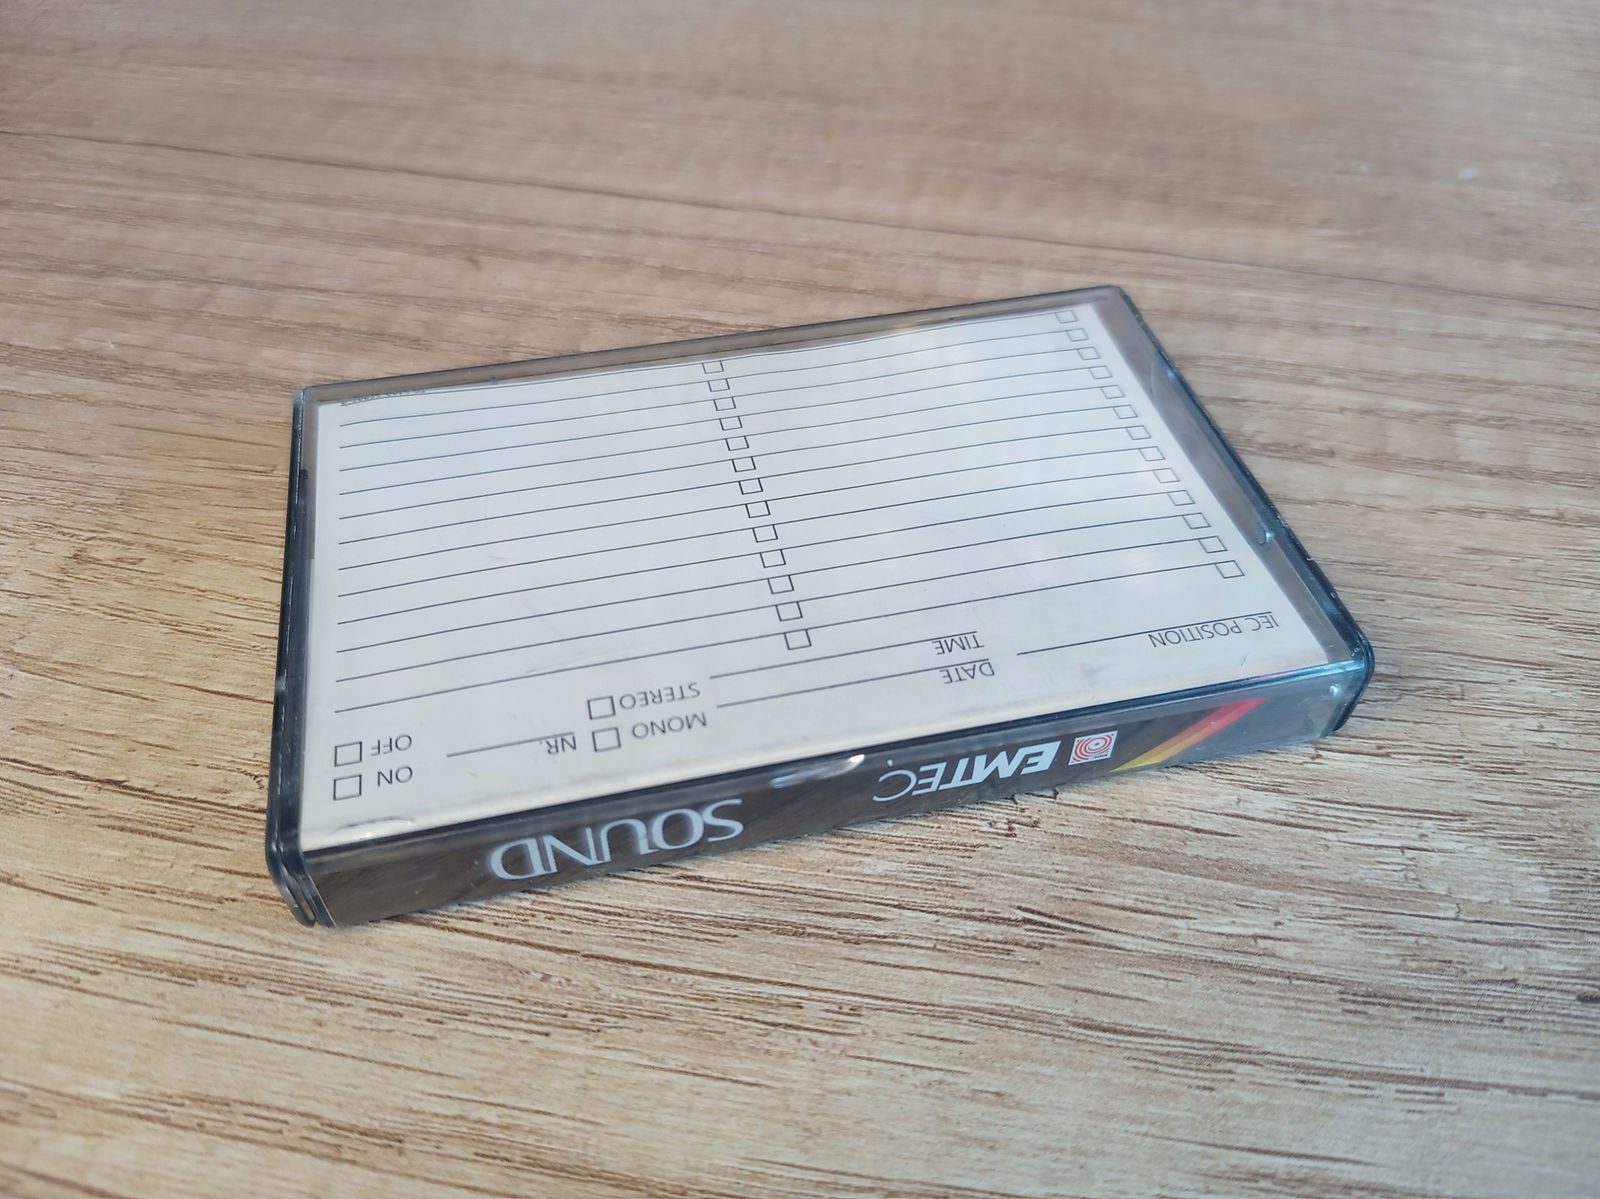 EMTEC SOUND
IEC POSITION DATE MONO NR. ON
TIME STEREO OFF